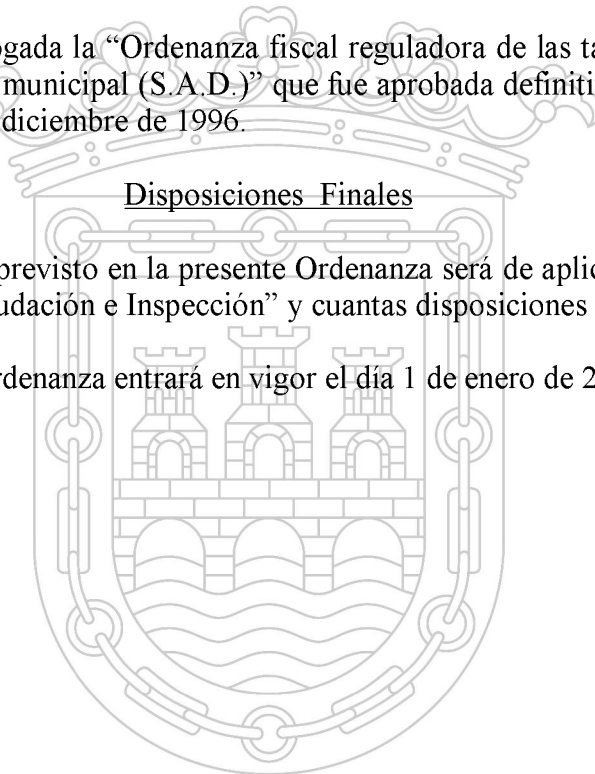 ogada la “Ordenanza fiscal reguladora de las ta
municipal (S.A.D.)” que fue aprobada definiti
diciembre de 1996.
Disposiciones Finales
previsto en la presente Ordenanza será de aplic
udación e Inspección” y cuantas disposiciones
rdenanza entrará en vigor el día 1 de enero de 2